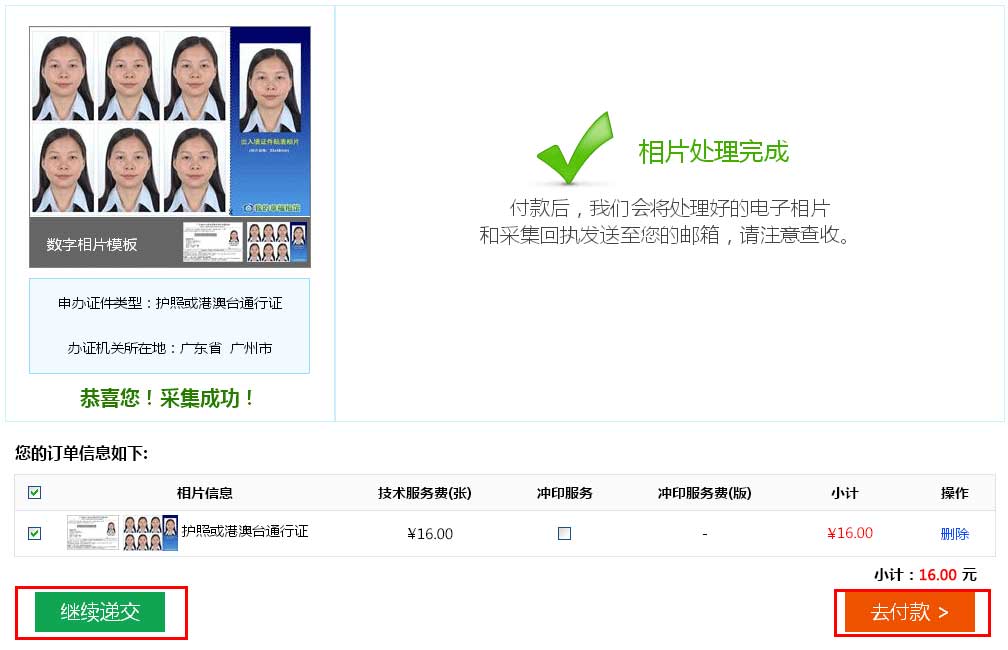 出入境证件纸质相片
数字相片模板
申办证件类型：护照或港澳台通行证
办证机关所在地：广东省 广州市
恭喜您！采集成功！
相片处理完成
付款后，我们会将处理好的电子相片
和采集回执发送至您的邮箱，请注意查收。
您的订单信息如下:
相片信息 技术服务费(张) 冲印服务 冲印服务费(版) 小计 操作
护照或港澳台通行证 ¥16.00 - ¥16.00 删除
小计：16.00 元
继续递交 去付款 >